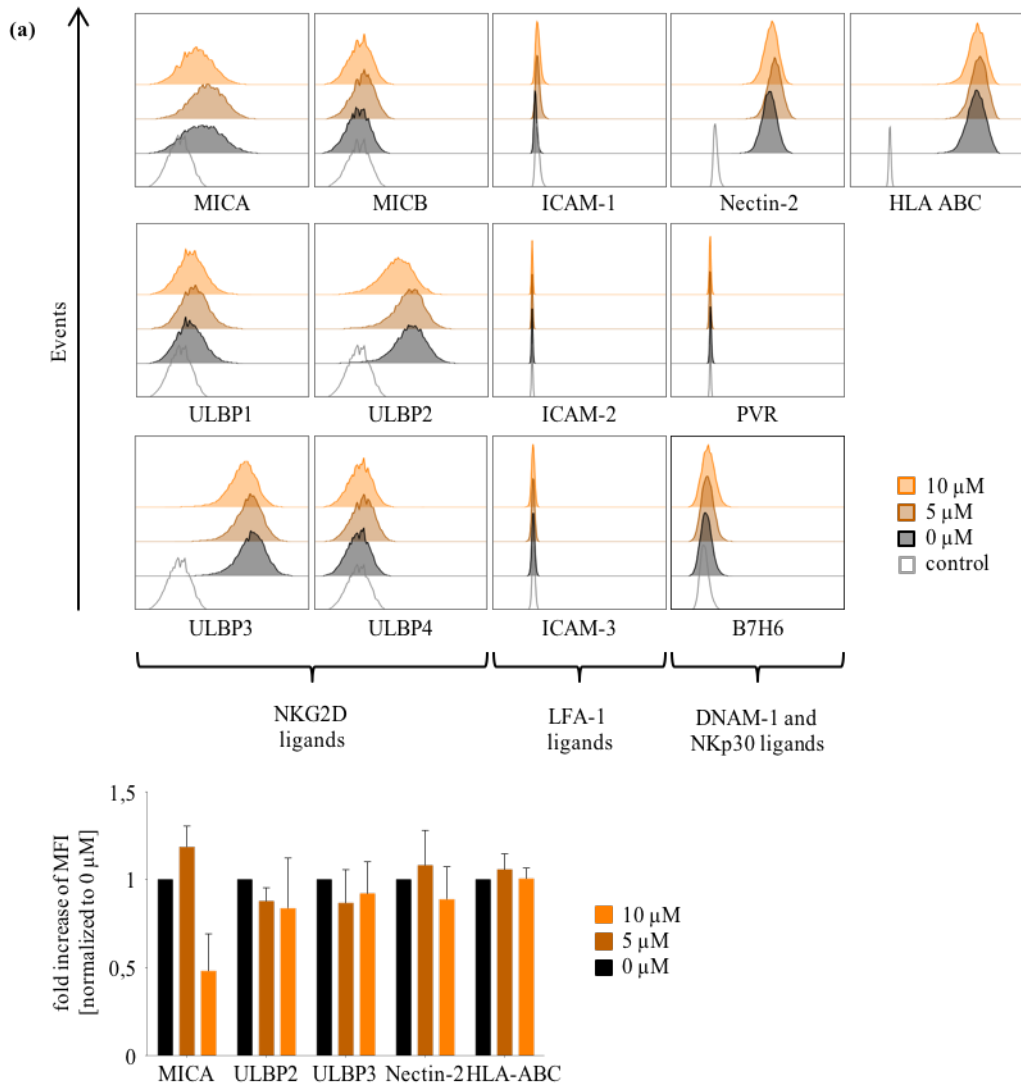 (a)
Events
MICA MICB ICAM-1 Nectin-2 HLA ABC
ULBP1 ULBP2 ICAM-2 PVR
ULBP3 ULBP4 ICAM-3 B7H6
10 µM
5 µM
0 µM
control
NKG2D
ligands
LFA-1
ligands
DNAM-1 and
NKp30 ligands
fold increase of MFI
[normalized to 0 µM]
1,5
1
0,5
0
MICA ULBP2 ULBP3 Nectin-2 HLA-ABC
10 µM
5 µM
0 µM